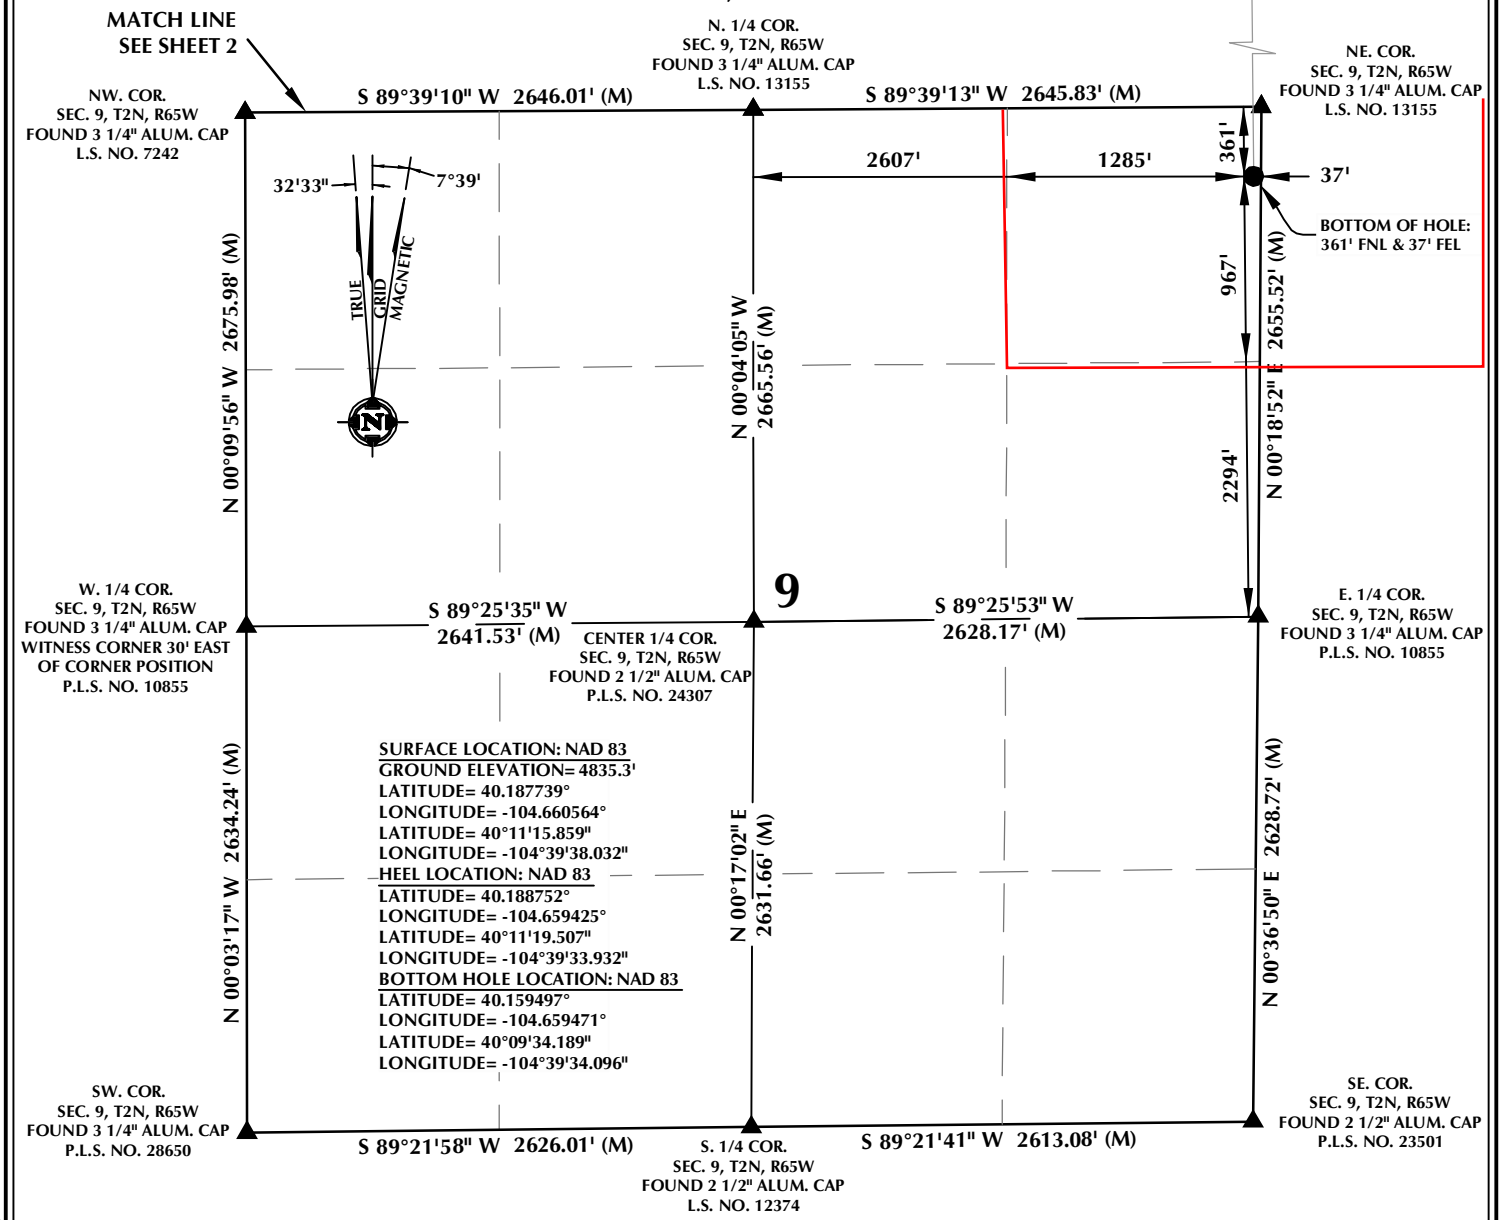 MATCH LINE
SEE SHEET 2
N. 1/4 COR.
SEC. 9, T2N, R65W
FOUND 3 1/4" ALUM. CAP
L.S. NO. 13155
NE. COR.
SEC. 9, T2N, R65W
FOUND 3 1/4" ALUM. CAP
L.S. NO. 13155
NW. COR.
SEC. 9, T2N, R65W
FOUND 3 1/4" ALUM. CAP
L.S. NO. 7242
S 89°39'10" W 2646.01' (M)
S 89°39'13" W 2645.83' (M)
361'
2607'
1285'
37'
32'33"
7°39'
BOTTOM OF HOLE:
361' FNL & 37' FEL
TRUE
GRID
MAGNETIC
N
N 00°09'56" W 2675.98' (M)
N 00°04'05" W
2665.56' (M)
967'
2294'
N 00°18'52" E 2655.52' (M)
9
W. 1/4 COR.
SEC. 9, T2N, R65W
FOUND 3 1/4" ALUM. CAP
WITNESS CORNER 30' EAST
OF CORNER POSITION
P.L.S. NO. 10855
S 89°25'35" W
2641.53' (M)
CENTER 1/4 COR.
SEC. 9, T2N, R65W
FOUND 2 1/2" ALUM. CAP
P.L.S. NO. 24307
S 89°25'53" W
2628.17' (M)
E. 1/4 COR.
SEC. 9, T2N, R65W
FOUND 3 1/4" ALUM. CAP
P.L.S. NO. 10855
SURFACE LOCATION: NAD 83
GROUND ELEVATION= 4835.3'
LATITUDE= 40.187739°
LONGITUDE= -104.660564°
LATITUDE= 40°11'15.859"
LONGITUDE= -104°39'38.032"
HEEL LOCATION: NAD 83
LATITUDE= 40.188752°
LONGITUDE= -104.659425°
LATITUDE= 40°11'19.507"
LONGITUDE= -104°39'33.932"
BOTTOM HOLE LOCATION: NAD 83
LATITUDE= 40.159497°
LONGITUDE= -104.659471°
LATITUDE= 40°09'34.189"
LONGITUDE= -104°39'34.096"
N 00°03'17" W 2634.24' (M)
N 00°17'02" E
2631.66' (M)
N 00°36'50" E 2628.72' (M)
SW. COR.
SEC. 9, T2N, R65W
FOUND 3 1/4" ALUM. CAP
P.L.S. NO. 28650
S 89°21'58" W 2626.01' (M)
S. 1/4 COR.
SEC. 9, T2N, R65W
FOUND 2 1/2" ALUM. CAP
L.S. NO. 12374
S 89°21'41" W 2613.08' (M)
SE. COR.
SEC. 9, T2N, R65W
FOUND 2 1/2" ALUM. CAP
P.L.S. NO. 23501